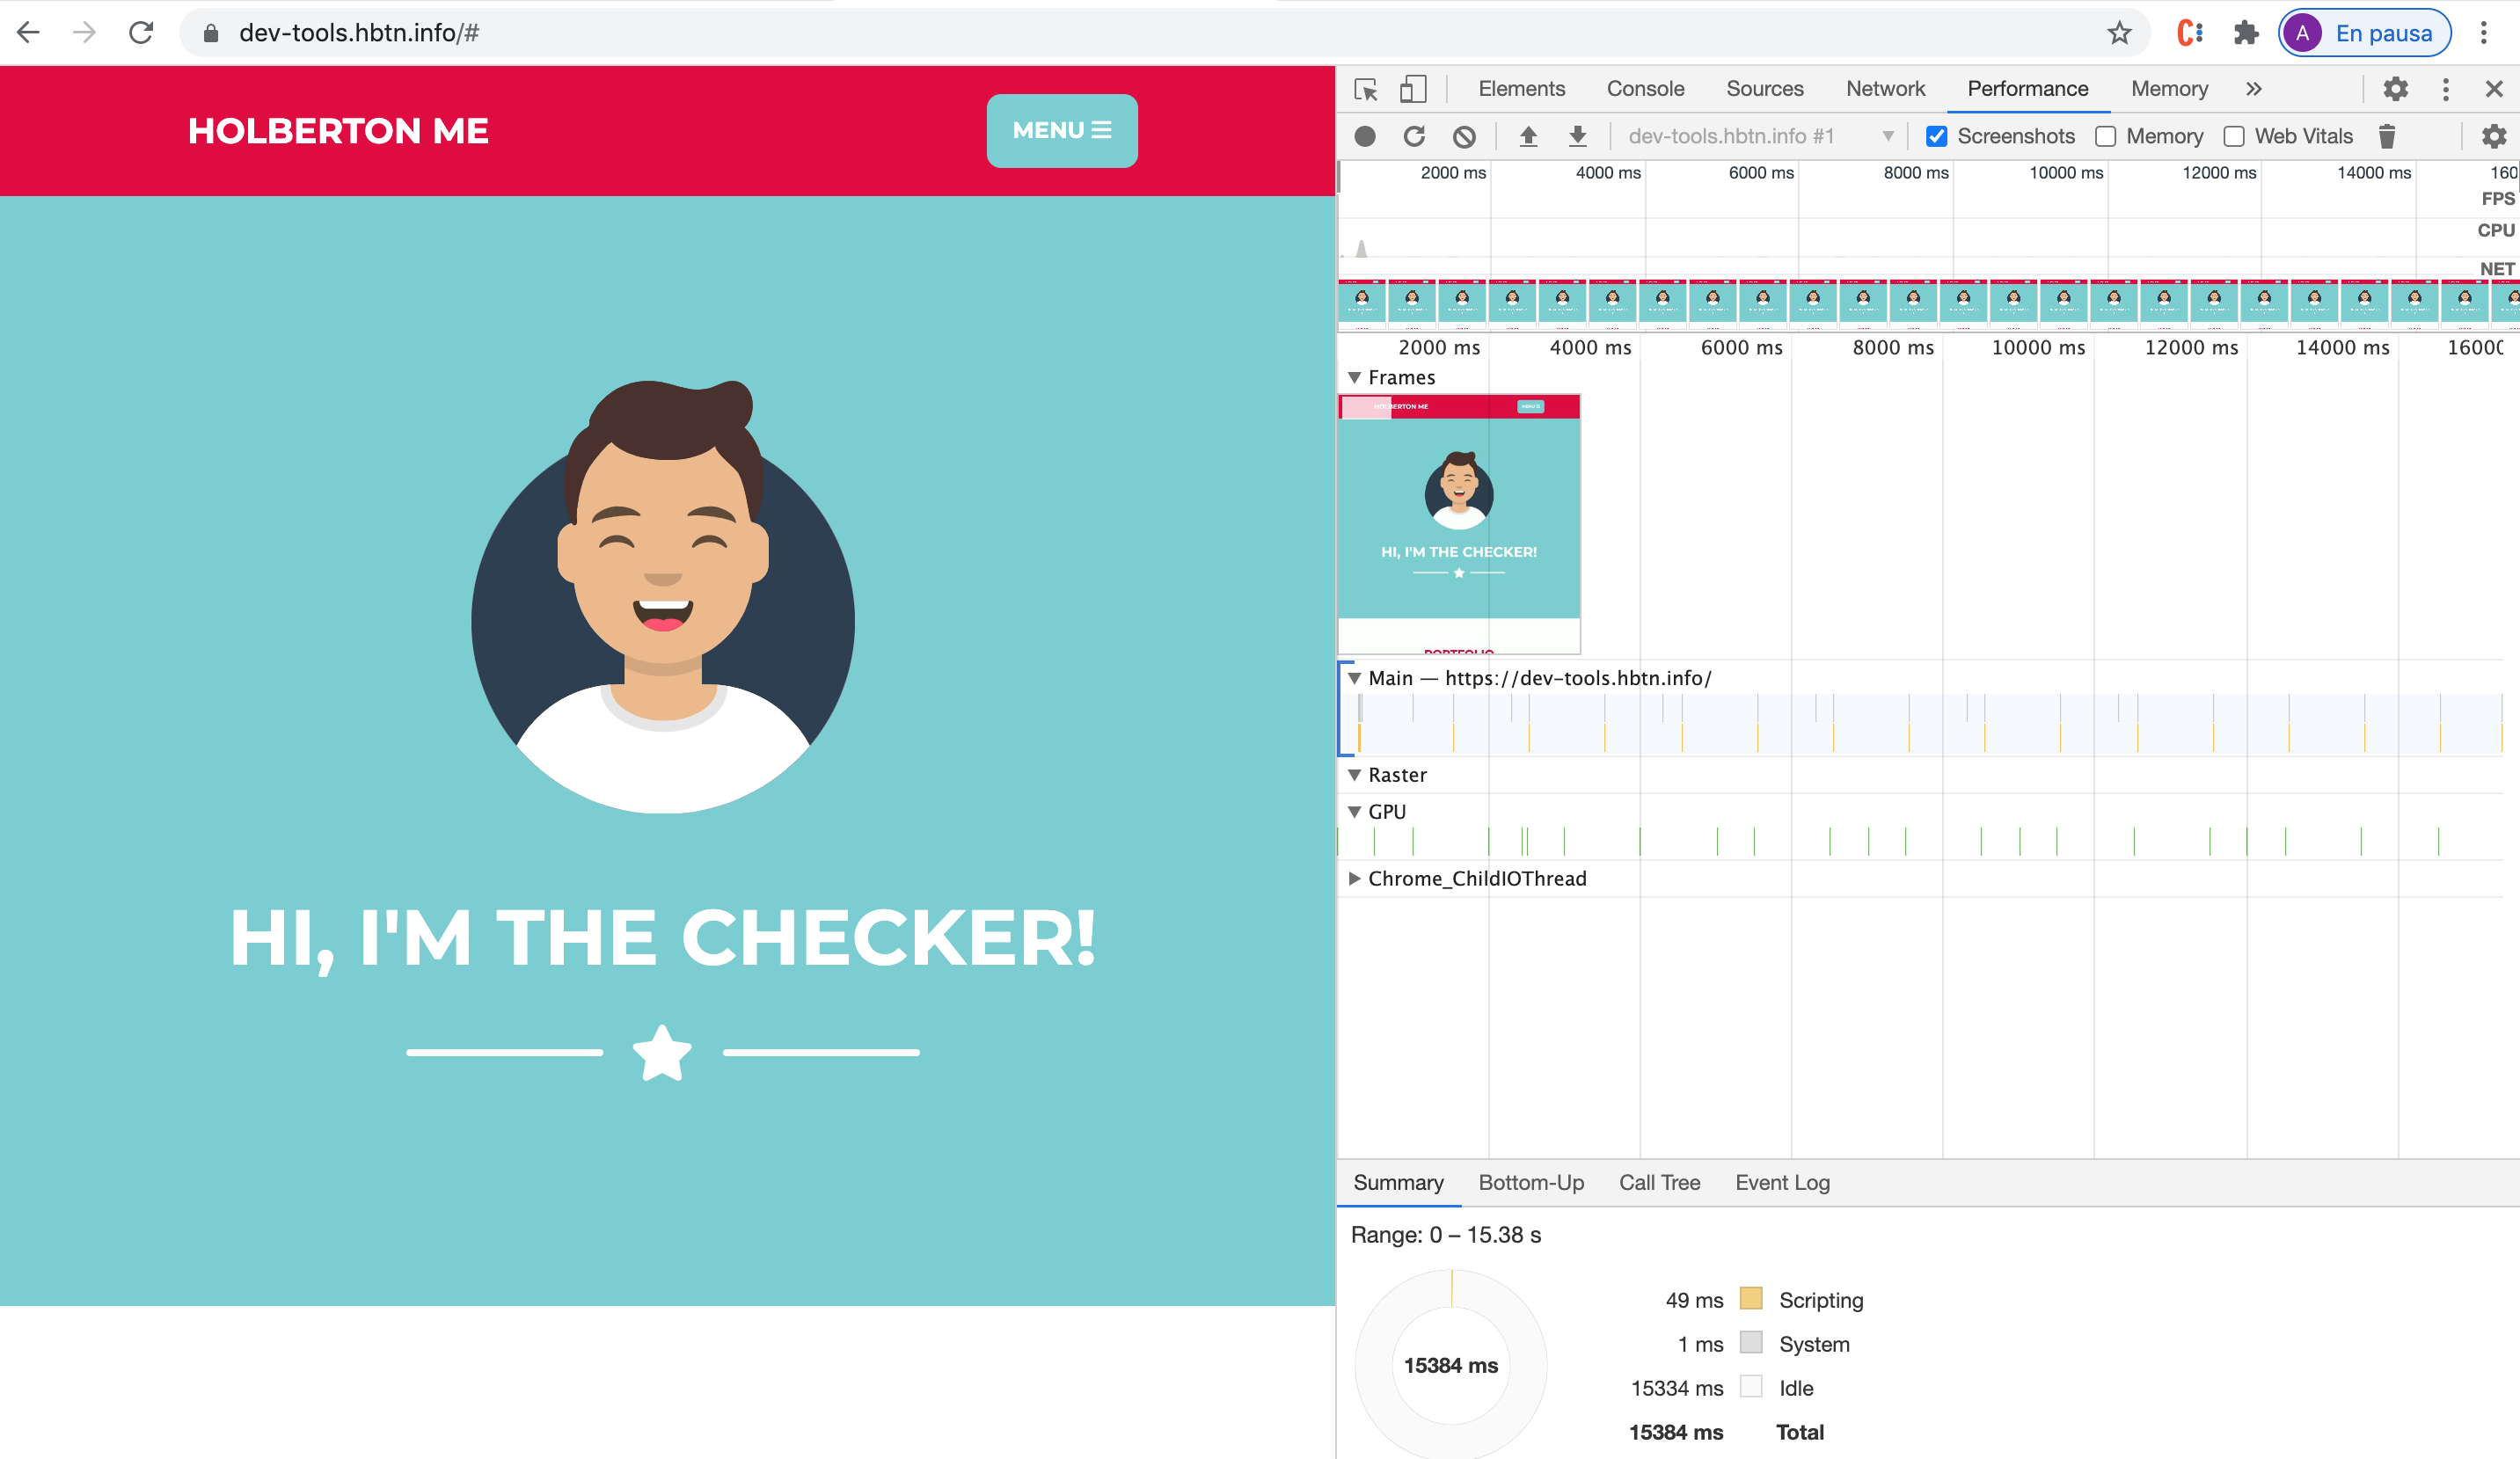 dev-tools.hbtn.info/#
A En pausa
HOLBERTON ME
MENU
HI, I'M THE CHECKER!
Elements Console Sources Network Performance Memory
dev-tools.hbtn.info #1 Screenshots Memory Web Vitals
2000 ms 4000 ms 6000 ms 8000 ms 10000 ms 12000 ms 14000 ms 160
FPS
CPU
NET
2000 ms 4000 ms 6000 ms 8000 ms 10000 ms 12000 ms 14000 ms 16000
Frames
HOLBERTON ME MENU
HI, I'M THE CHECKER!
PORTFOLIO
Main — https://dev-tools.hbtn.info/
Raster
GPU
Chrome_ChildIOThread
Summary Bottom-Up Call Tree Event Log
Range: 0 – 15.38 s
15384 ms
49 ms Scripting
1 ms System
15334 ms Idle
15384 ms Total